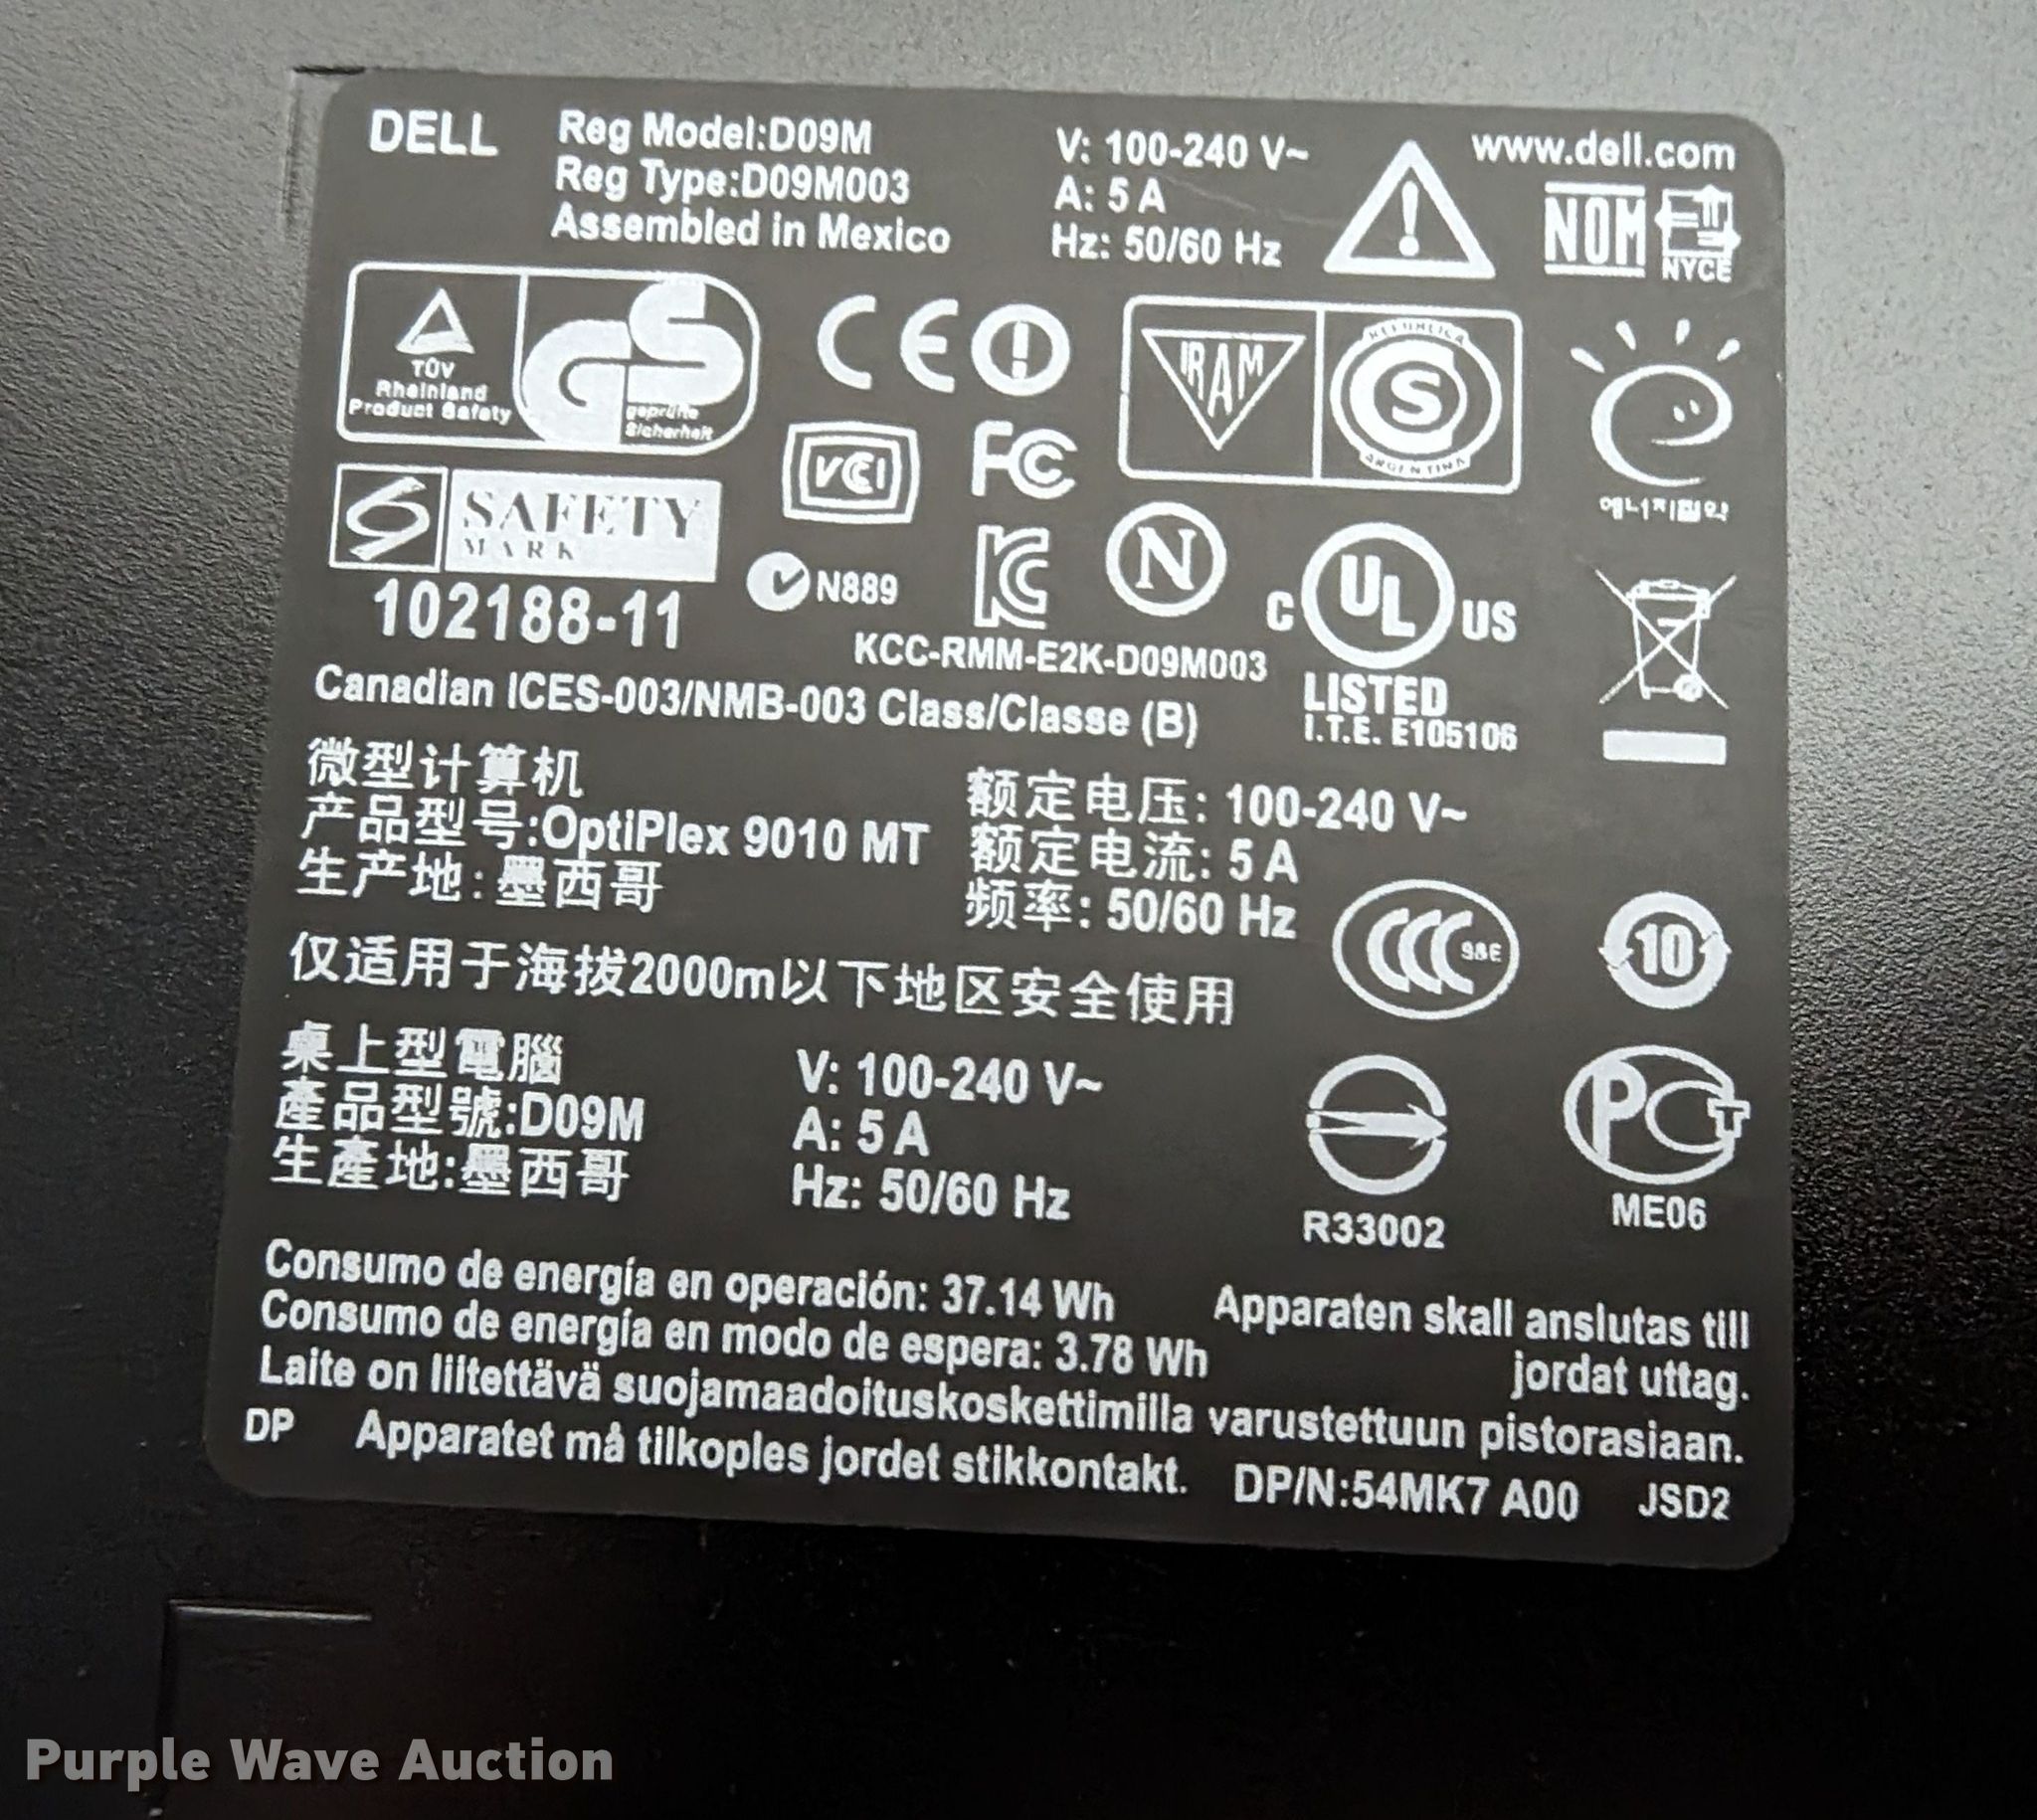 DELL
Reg Model:D09M
Reg Type:D09M003
Assembled in Mexico
V: 100-240 V~
A: 5 A
Hz: 50/60 Hz
www.dell.com
NOM
NYCE
TÜV
Rheinland
Product Safety
geprüfte
Sicherheit
CE
IRAM
REPUBLICA
S
ARGENTINA
VCI
FC
에너지절약
SAFETY
MARK
102188-11
N889
N
KCC-RMM-E2K-D09M003
C UL US
LISTED
I.T.E. E105106
Canadian ICES-003/NMB-003 Class/Classe (B)
微型计算机
产品型号:OptiPlex 9010 MT
生产地: 墨西哥
额定电压: 100-240 V~
额定电流: 5 A
频率: 50/60 Hz
CCC S&E
10
仅适用于海拔2000m以下地区安全使用
桌上型電腦
產品型號:D09M
生產地:墨西哥
V: 100-240 V~
A: 5 A
Hz: 50/60 Hz
R33002
PCT
ME06
Consumo de energía en operación: 37.14 Wh
Consumo de energía en modo de espera: 3.78 Wh
Apparaten skall anslutas till
jordat uttag.
Laite on liitettävä suojamaadoituskoskettimilla varustettuun pistorasiaan.
DP
Apparatet må tilkoples jordet stikkontakt.
DP/N:54MK7 A00
JSD2
Purple Wave Auction